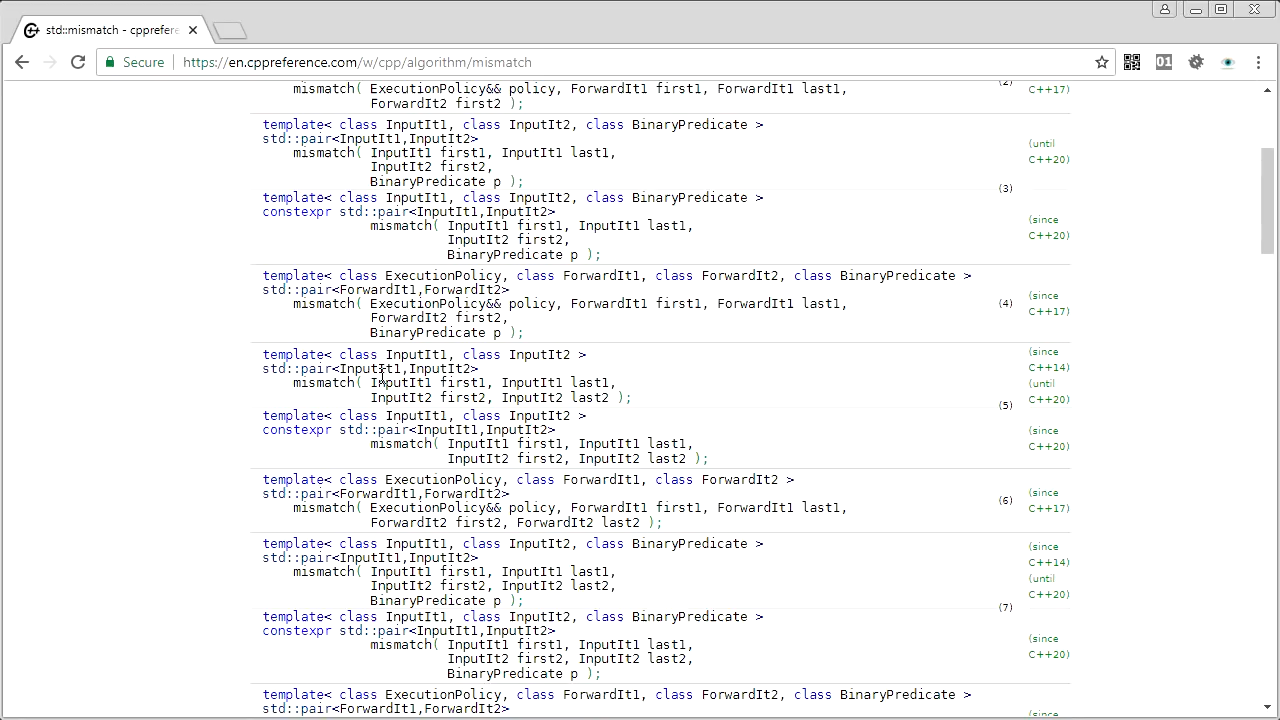 std::mismatch - cppreference
Secure https://en.cppreference.com/w/cpp/algorithm/mismatch
01
mismatch( ExecutionPolicy&& policy, ForwardIt1 first1, ForwardIt1 last1, (2) C++17)
ForwardIt2 first2 );
template< class InputIt1, class InputIt2, class BinaryPredicate >
std::pair<InputIt1,InputIt2>
mismatch( InputIt1 first1, InputIt1 last1,
InputIt2 first2,
BinaryPredicate p );
(until
C++20)
(3)
template< class InputIt1, class InputIt2, class BinaryPredicate >
constexpr std::pair<InputIt1,InputIt2>
mismatch( InputIt1 first1, InputIt1 last1,
InputIt2 first2,
BinaryPredicate p );
(since
C++20)
template< class ExecutionPolicy, class ForwardIt1, class ForwardIt2, class BinaryPredicate >
std::pair<ForwardIt1,ForwardIt2>
mismatch( ExecutionPolicy&& policy, ForwardIt1 first1, ForwardIt1 last1,
ForwardIt2 first2,
BinaryPredicate p );
(4)
(since
C++17)
template< class InputIt1, class InputIt2 >
std::pair<InputIt1,InputIt2>
mismatch( InputIt1 first1, InputIt1 last1,
InputIt2 first2, InputIt2 last2 );
(since
C++14)
(until
C++20)
(5)
template< class InputIt1, class InputIt2 >
constexpr std::pair<InputIt1,InputIt2>
mismatch( InputIt1 first1, InputIt1 last1,
InputIt2 first2, InputIt2 last2 );
(since
C++20)
template< class ExecutionPolicy, class ForwardIt1, class ForwardIt2 >
std::pair<ForwardIt1,ForwardIt2>
mismatch( ExecutionPolicy&& policy, ForwardIt1 first1, ForwardIt1 last1,
ForwardIt2 first2, ForwardIt2 last2 );
(6)
(since
C++17)
template< class InputIt1, class InputIt2, class BinaryPredicate >
std::pair<InputIt1,InputIt2>
mismatch( InputIt1 first1, InputIt1 last1,
InputIt2 first2, InputIt2 last2,
BinaryPredicate p );
(since
C++14)
(until
C++20)
(7)
template< class InputIt1, class InputIt2, class BinaryPredicate >
constexpr std::pair<InputIt1,InputIt2>
mismatch( InputIt1 first1, InputIt1 last1,
InputIt2 first2, InputIt2 last2,
BinaryPredicate p );
(since
C++20)
template< class ExecutionPolicy, class ForwardIt1, class ForwardIt2, class BinaryPredicate >
std::pair<ForwardIt1,ForwardIt2>
(since